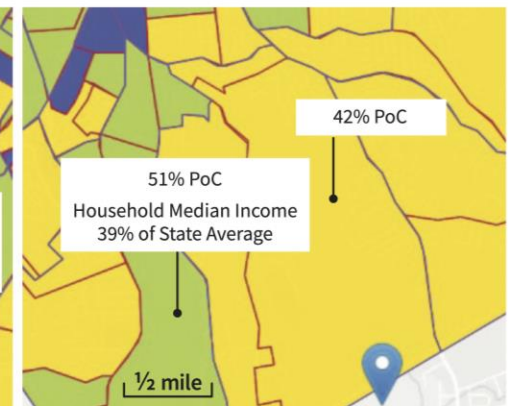 42% PoC
51% PoC
Household Median Income
39% of State Average
½ mile